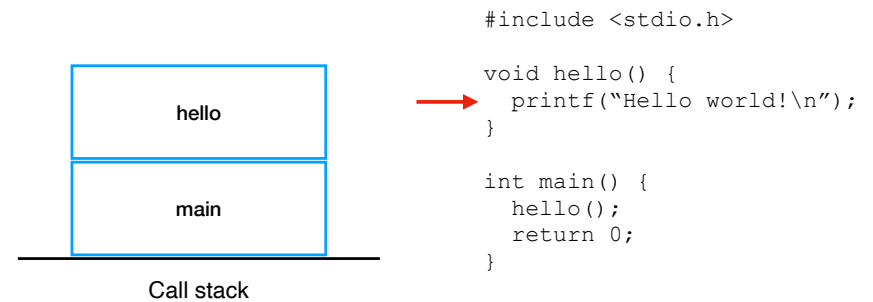 hello
main
Call stack
#include <stdio.h>
void hello() {
  printf(“Hello world!\n”);
}
int main() {
  hello();
  return 0;
}